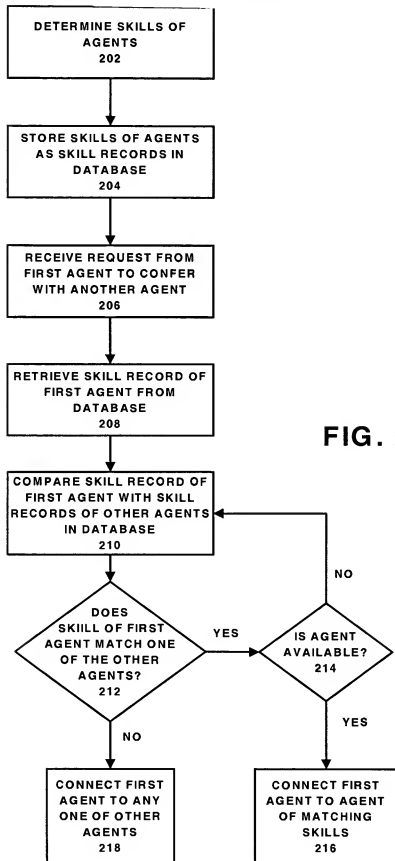 DETERMINE SKILLS OF
AGENTS
202
STORE SKILLS OF AGENTS
AS SKILL RECORDS IN
DATABASE
204
RECEIVE REQUEST FROM
FIRST AGENT TO CONFER
WITH ANOTHER AGENT
206
RETRIEVE SKILL RECORD OF
FIRST AGENT FROM
DATABASE
208
FIG.
COMPARE SKILL RECORD OF
FIRST AGENT WITH SKILL
RECORDS OF OTHER AGENTS
IN DATABASE
210
NO
DOES
SKIILL OF FIRST
AGENT MATCH ONE
OF THE OTHER
AGENTS?
212
YES
IS AGENT
AVAILABLE?
214
NO
YES
CONNECT FIRST
AGENT TO ANY
ONE OF OTHER
AGENTS
218
CONNECT FIRST
AGENT TO AGENT
OF MATCHING
SKILLS
216